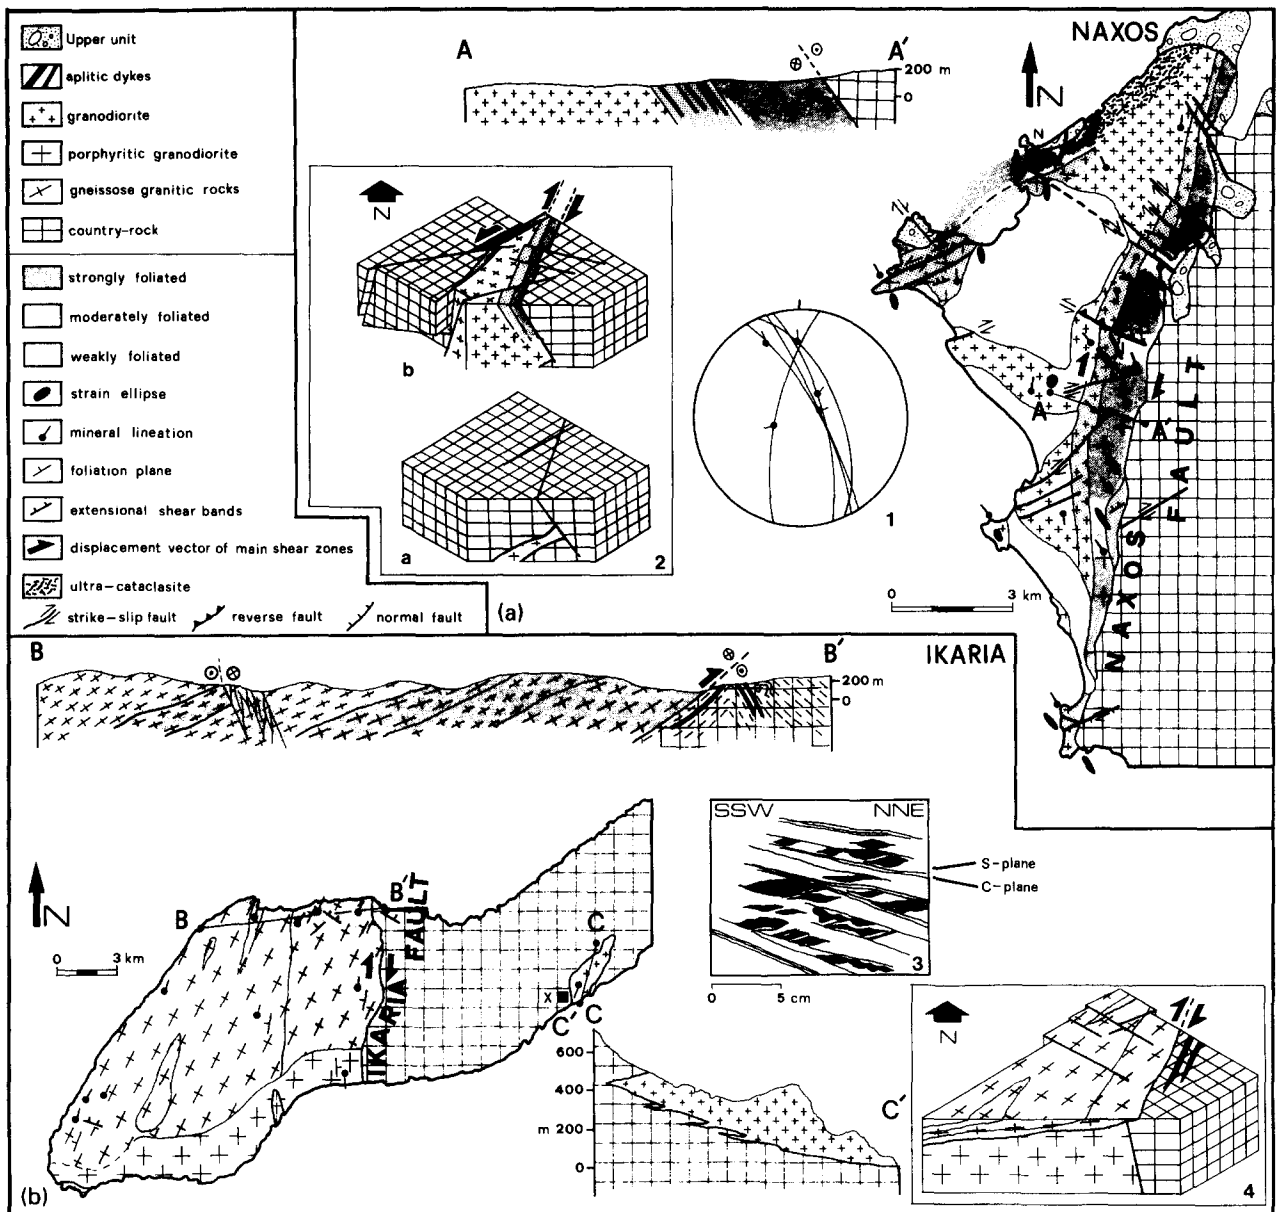 Upper unit
aplitic dykes
granodiorite
porphyritic granodiorite
gneissose granitic rocks
country-rock
strongly foliated
moderately foliated
weakly foliated
strain ellipse
mineral lineation
foliation plane
extensional shear bands
displacement vector of main shear zones
ultra-cataclasite
strike-slip fault
reverse fault
normal fault
(a)
A
A'
200 m
0
N
b
a
2
1
NAXOS
N
A
A'
NAXOS FAULT
0 3 km
B
B'
IKARIA
200 m
0
N
0 3 km
B
B'
IKARIA FAULT
C
X
C'
(b)
SSW NNE
S-plane
C-plane
3
0 5 cm
C
600
400
m 200
0
C'
N
4